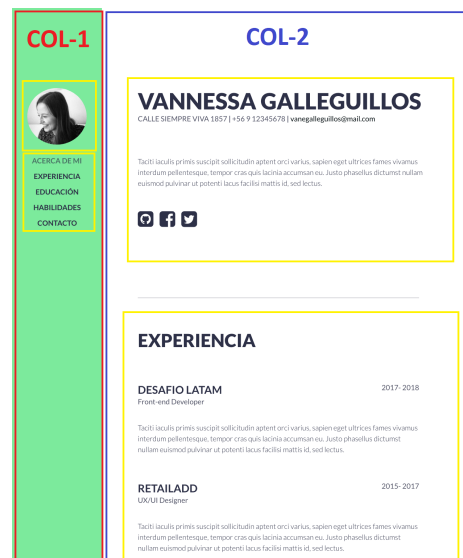 COL-1
COL-2
ACERCA DE MI
EXPERIENCIA
EDUCACIÓN
HABILIDADES
CONTACTO
VANNESSA GALLEGUILLOS
CALLE SIEMPRE VIVA 1857 | +56 9 12345678 | vanegalleguillos@mail.com
Taciti iaculis primis suscipit sollicitudin aptent orci varius, sapien eget ultrices fames vivamus
interdum pellentesque, tempor cras quis lacinia accumsan eu. Justo phasellus dictumst vitae
euismod pulvinar ut potenti lacus facilisi mattis id, sed lectus.
EXPERIENCIA
DESAFIO LATAM
2017- 2018
Front-end Developer
Taciti iaculis primis suscipit sollicitudin aptent orci varius, sapien eget ultrices fames vivamus
interdum pellentesque, tempor cras quis lacinia accumsan eu. Justo phasellus dictumst
nullam euismod pulvinar ut potenti lacus facilisi mattis id, sed lectus.
RETAILADD
2015- 2017
UX/UI Designer
Taciti iaculis primis suscipit sollicitudin aptent orci varius, sapien eget ultrices fames vivamus
interdum pellentesque, tempor cras quis lacinia accumsan eu. Justo phasellus dictumst
nullam euismod pulvinar ut potenti lacus facilisi mattis id, sed lectus.